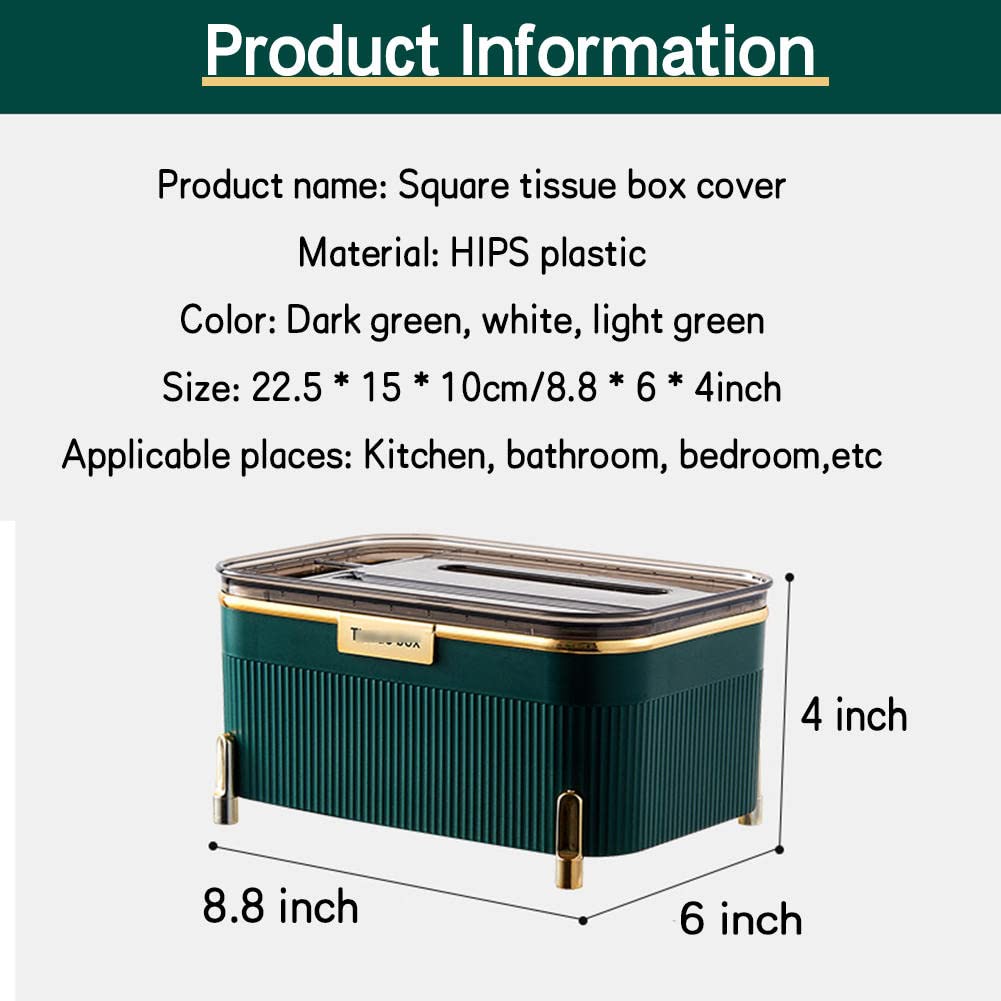 Product Information
Product name: Square tissue box cover
Material: HIPS plastic
Color: Dark green, white, light green
Size: 22.5 * 15 * 10cm/8.8 * 6 * 4inch
Applicable places: Kitchen, bathroom, bedroom,etc
box
4 inch
8.8 inch
6 inch